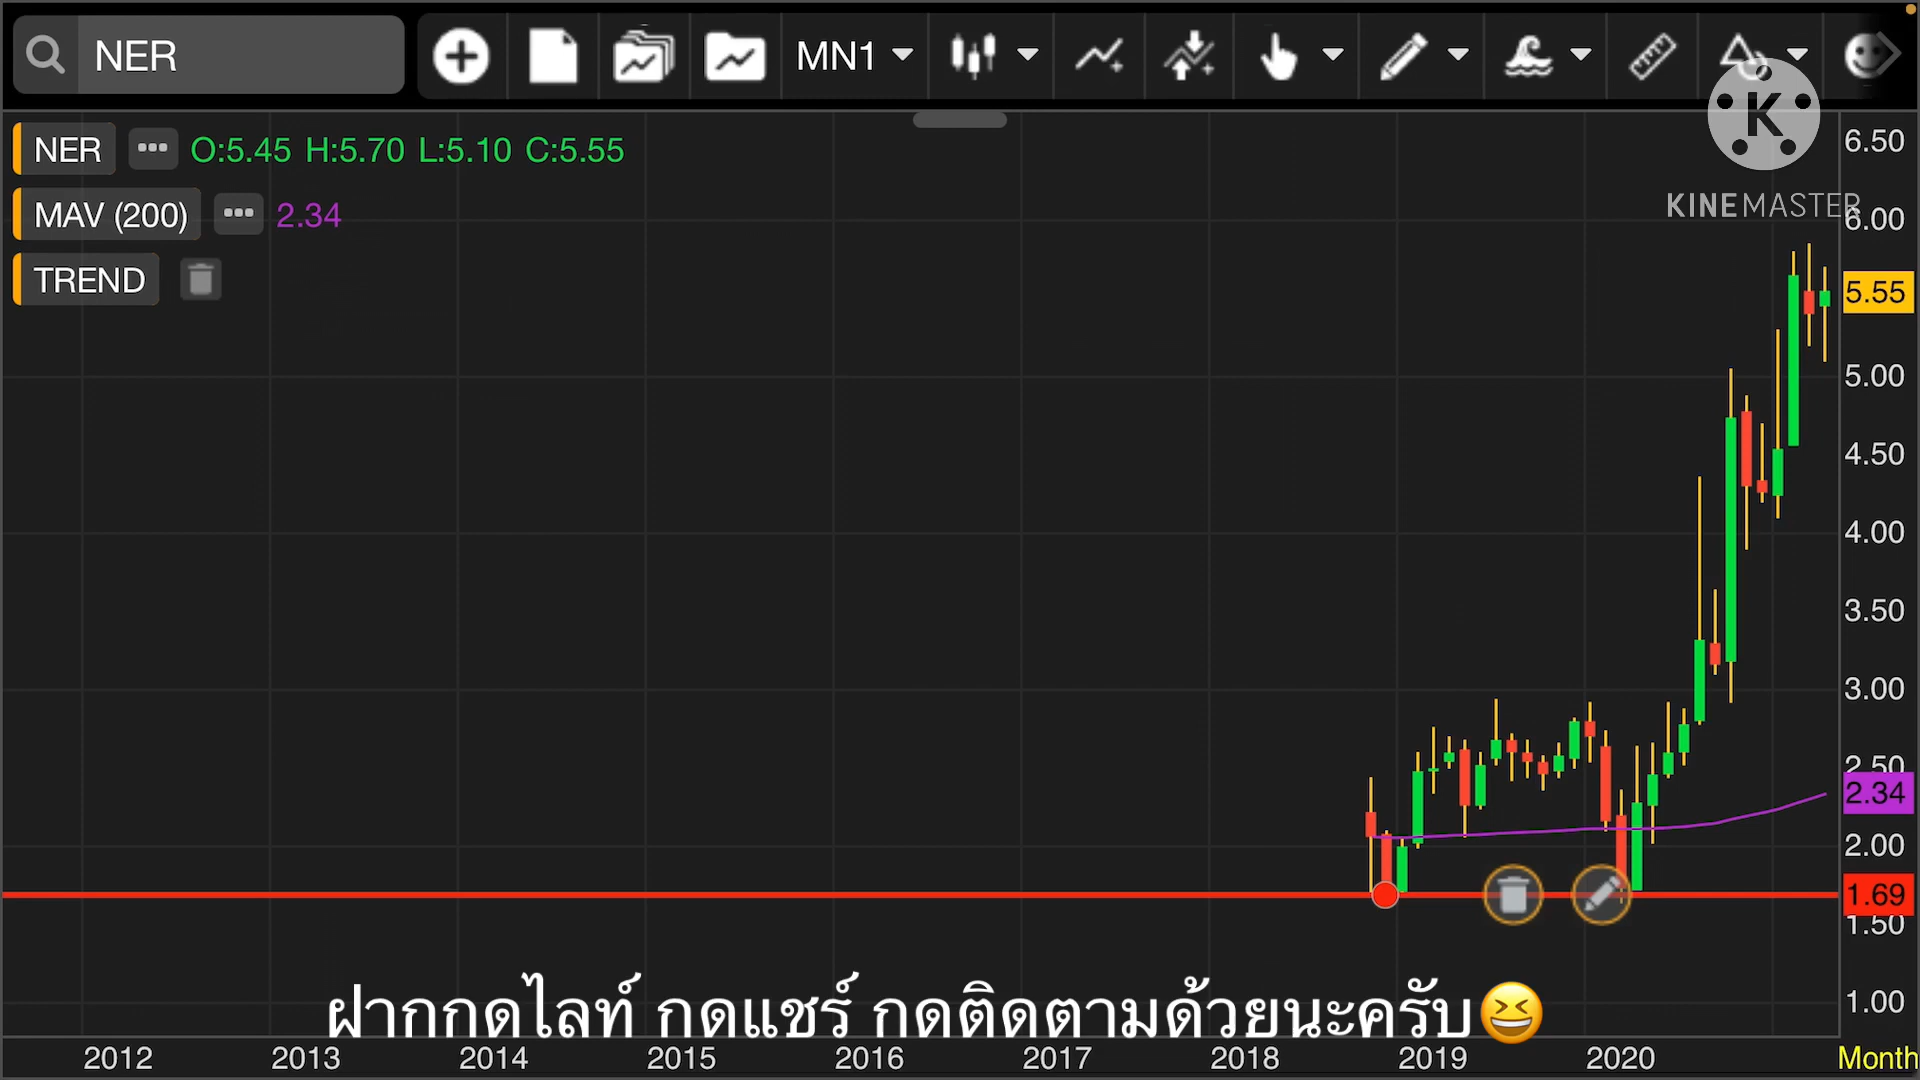 NER
MN1
NER ••• O:5.45 H:5.70 L:5.10 C:5.55
MAV (200) ••• 2.34
TREND
K
KINEMASTER
6.50
6.00
5.55
5.00
4.50
4.00
3.50
3.00
2.50
2.34
2.00
1.69
1.50
1.00
ฝากกดไลท์ กดแชร์ กดติดตามด้วยนะครับ😆
2012 2013 2014 2015 2016 2017 2018 2019 2020 Month